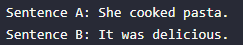 Sentence A: She cooked pasta.
Sentence B: It was delicious.